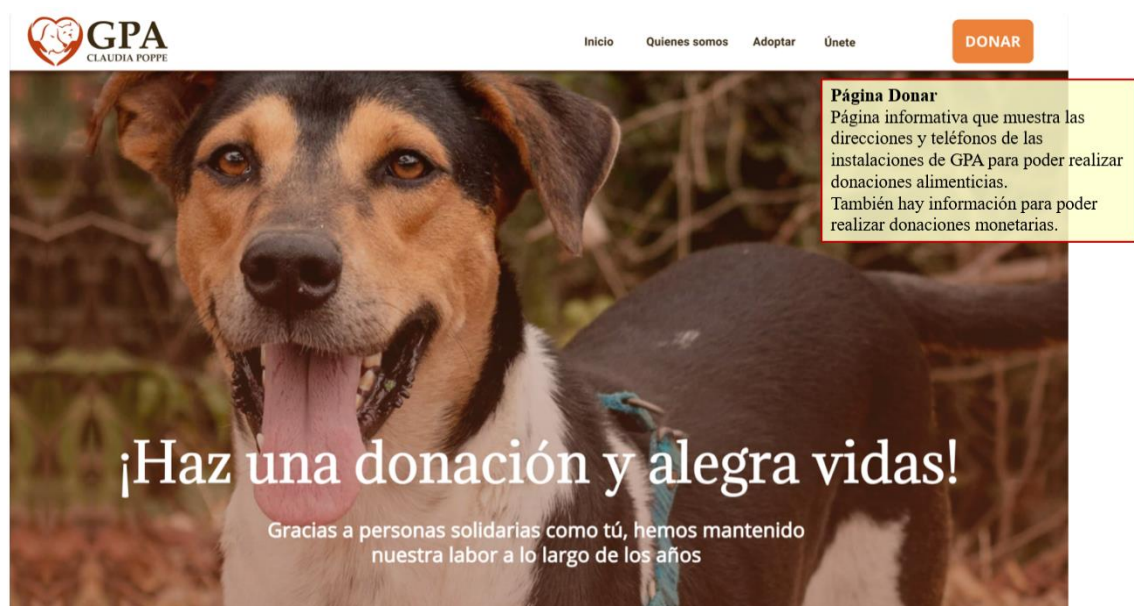 GPA
CLAUDIA POPPE
Inicio Quienes somos Adoptar Únete DONAR
Página Donar
Página informativa que muestra las
direcciones y teléfonos de las
instalaciones de GPA para poder realizar
donaciones alimenticias.
También hay información para poder
realizar donaciones monetarias.
¡Haz una donación y alegra vidas!
Gracias a personas solidarias como tú, hemos mantenido
nuestra labor a lo largo de los años